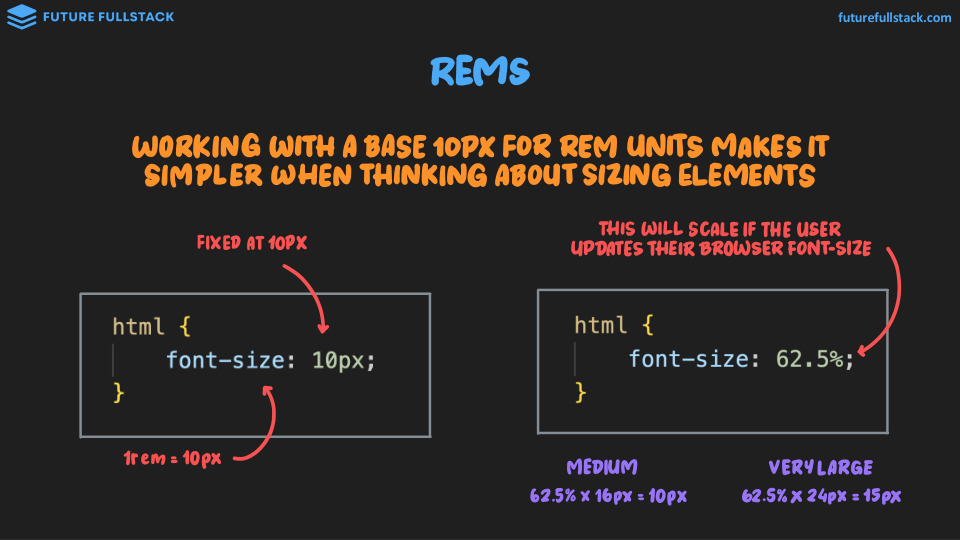 FUTURE FULLSTACK
futurefullstack.com
REMS
WORKING WITH A BASE 10PX FOR REM UNITS MAKES IT
SIMPLER WHEN THINKING ABOUT SIZING ELEMENTS
FIXED AT 10PX
html {
font-size: 10px;
}
1rem = 10px
THIS WILL SCALE IF THE USER
UPDATES THEIR BROWSER FONT-SIZE
html {
font-size: 62.5%;
}
MEDIUM
62.5% X 16px = 10px
VERY LARGE
62.5% X 24px = 15px